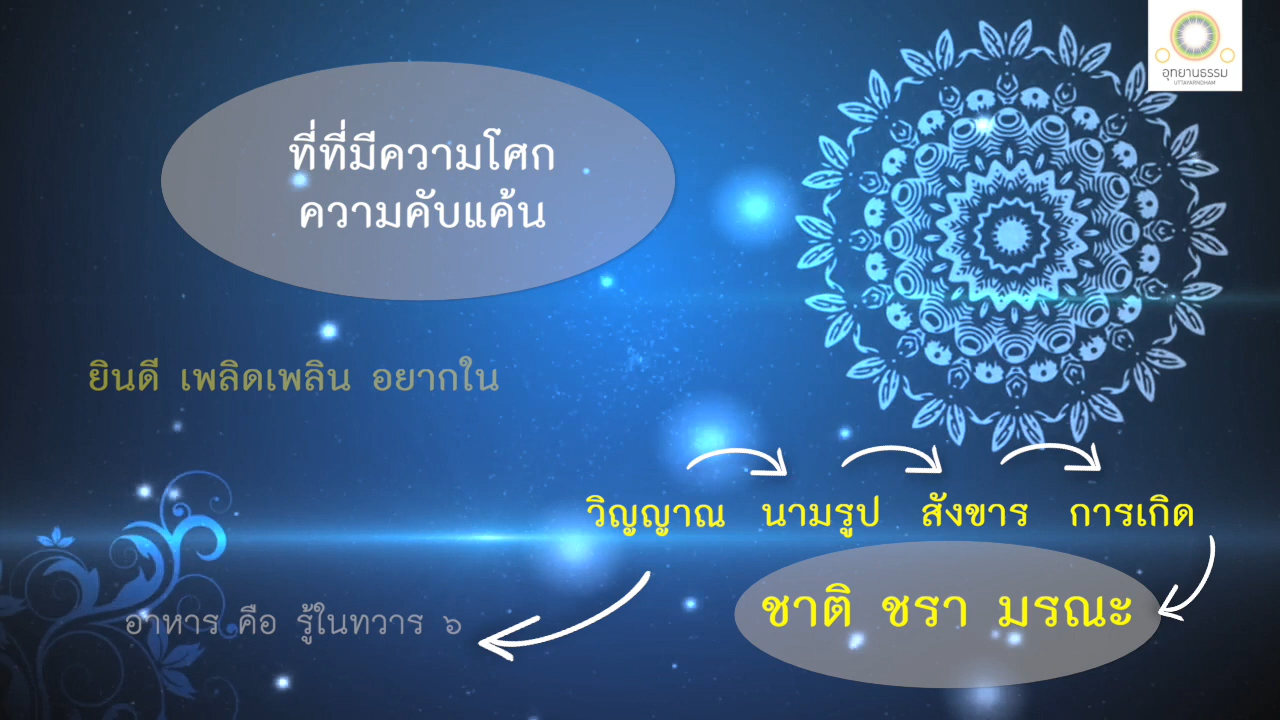 อุทยานธรรม
UTTAYARNDHAM
ที่ที่มีความโศก
ความคับแค้น
ยินดี เพลิดเพลิน อยากใน
วิญญาณ นามรูป สังขาร การเกิด
ชาติ ชรา มรณะ
อาหาร คือ รู้ในทวาร ๖